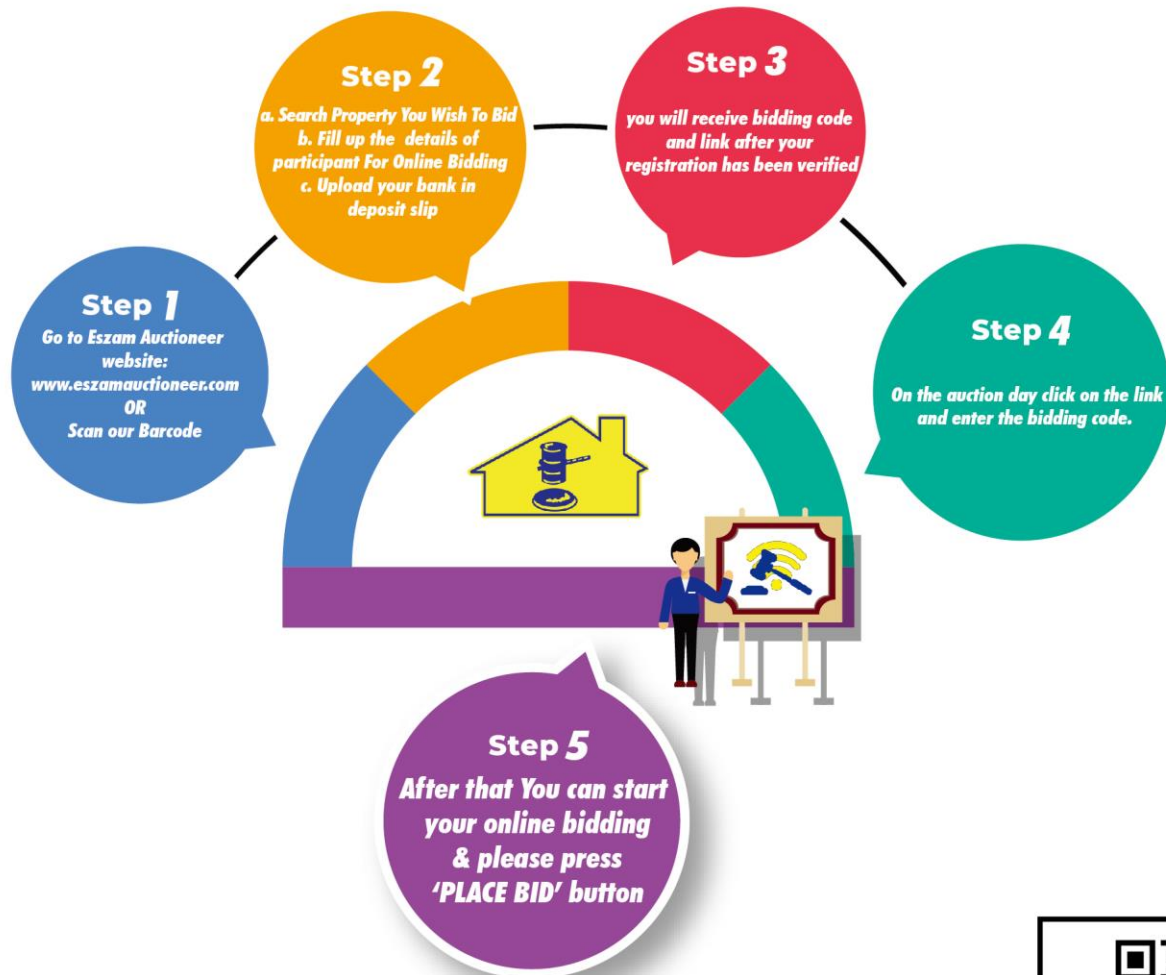 Step 1
Go to Eszam Auctioneer
website:
www.eszamauctioneer.com
OR
Scan our Barcode
Step 2
a. Search Property You Wish To Bid
b. Fill up the details of
participant For Online Bidding
c. Upload your bank in
deposit slip
Step 3
you will receive bidding code
and link after your
registration has been verified
Step 4
On the auction day click on the link
and enter the bidding code.
Step 5
After that You can start
your online bidding
& please press
'PLACE BID' button